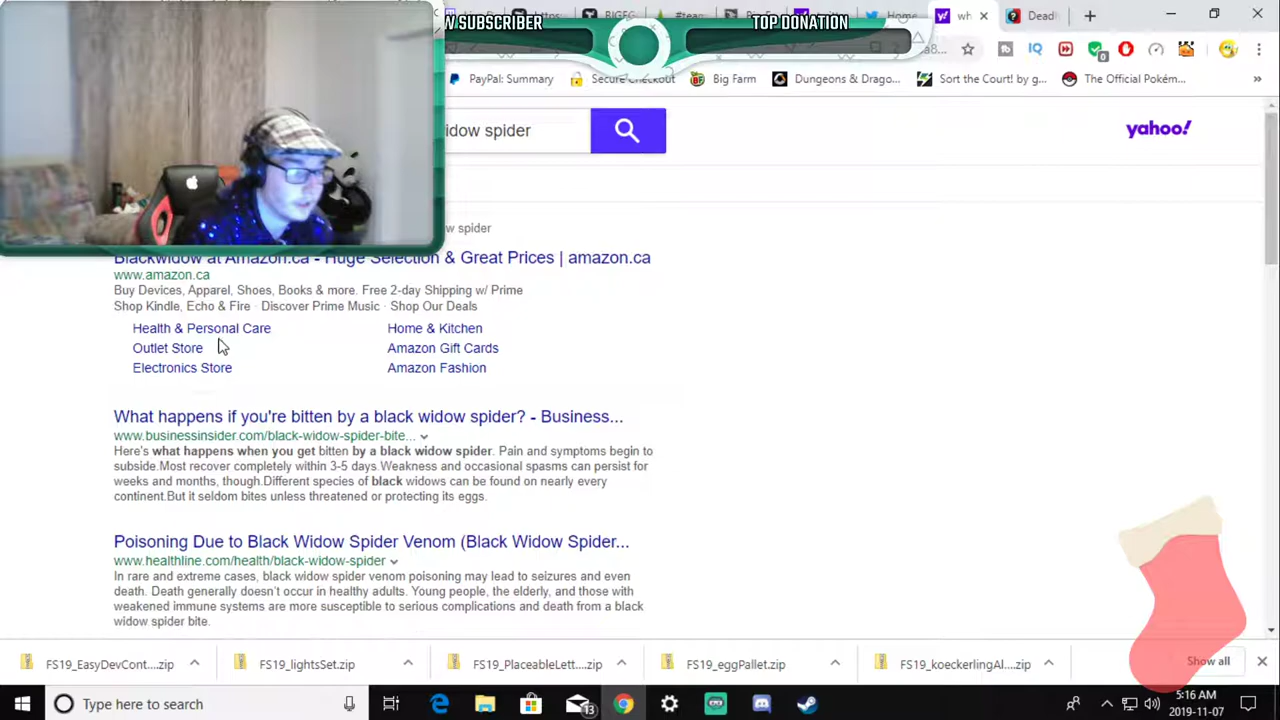 W SUBSCRIBER
TOP DONATION
BIGFG
Home
wh
Deadl
PayPal: Summary
Secure Checkout
Big Farm
Dungeons & Drago...
Sort the Court! by g...
The Official Pokém...
»
idow spider
yahoo!
w spider
Blackwidow at Amazon.ca - Huge Selection & Great Prices | amazon.ca
www.amazon.ca
Buy Devices, Apparel, Shoes, Books & more. Free 2-day Shipping w/ Prime
Shop Kindle, Echo & Fire · Discover Prime Music · Shop Our Deals
Health & Personal Care
Home & Kitchen
Outlet Store
Amazon Gift Cards
Electronics Store
Amazon Fashion
What happens if you're bitten by a black widow spider? - Business...
www.businessinsider.com/black-widow-spider-bite...
Here's what happens when you get bitten by a black widow spider. Pain and symptoms begin to
subside.Most recover completely within 3-5 days.Weakness and occasional spasms can persist for
weeks and months, though.Different species of black widows can be found on nearly every
continent.But it seldom bites unless threatened or protecting its eggs.
Poisoning Due to Black Widow Spider Venom (Black Widow Spider...
www.healthline.com/health/black-widow-spider
In rare and extreme cases, black widow spider venom poisoning may lead to seizures and even
death. Death generally doesn't occur in healthy adults. Young people, the elderly, and those with
weakened immune systems are more susceptible to serious complications and death from a black
widow spider bite.
FS19_EasyDevCont....zip
FS19_lightsSet.zip
FS19_PlaceableLett....zip
FS19_eggPallet.zip
FS19_koeckerlingAl....zip
Show all
Type here to search
13
5:16 AM
2019-11-07